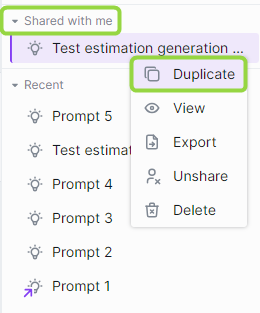 Shared with me
Test estimation generation ...
Duplicate
Recent
View
Prompt 5
Export
Test estimat
Unshare
Prompt 4
Delete
Prompt 3
Prompt 2
Prompt 1